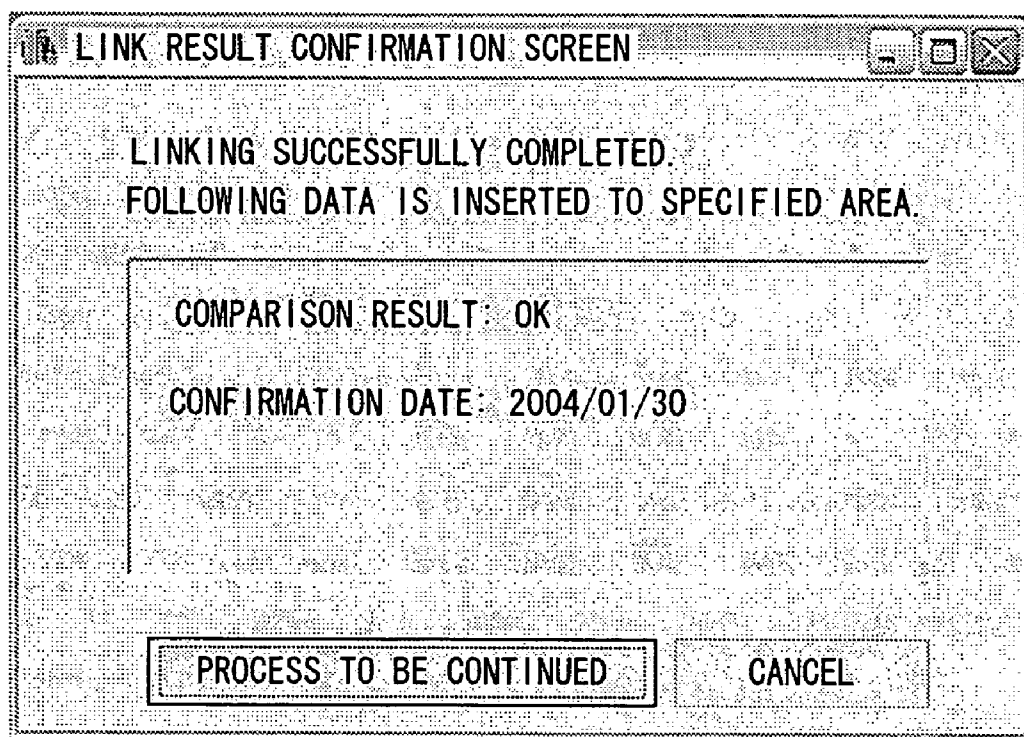 LINK RESULT CONFIRMATION SCREEN
LINKING SUCCESSFULLY COMPLETED.
FOLLOWING DATA IS INSERTED TO SPECIFIED AREA.
COMPARISON RESULT: OK
CONFIRMATION DATE: 2004/01/30
PROCESS TO BE CONTINUED CANCEL